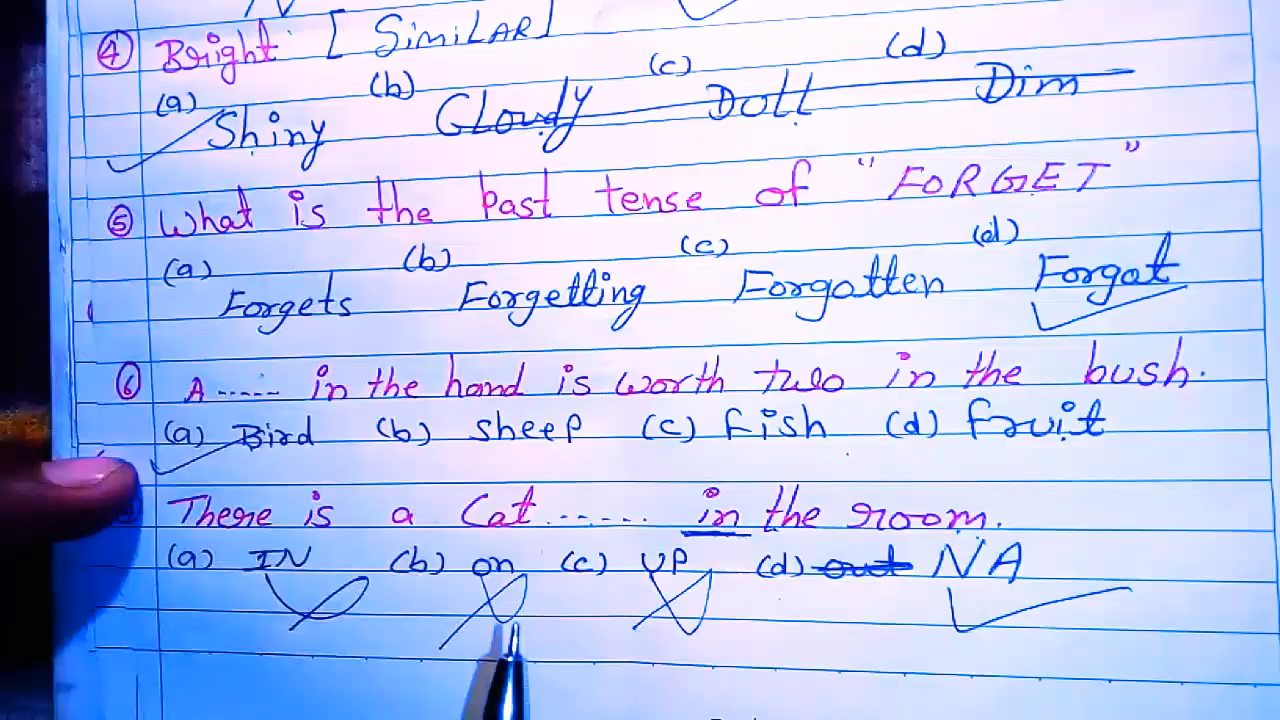 ④ Bright [ SIMILAR]
(a) Shiny (b) Cloudy (c) Doll (d) Dim
⑤ What is the past tense of "FORGET"
(a) Forgets (b) Forgetting (c) Forgotten (d) Forgot
⑥ A ...... in the hand is worth two in the bush.
(a) Bird (b) sheep (c) fish (d) fruit
There is a Cat ...... in the room.
(a) IN (b) on (c) UP (d) out NA